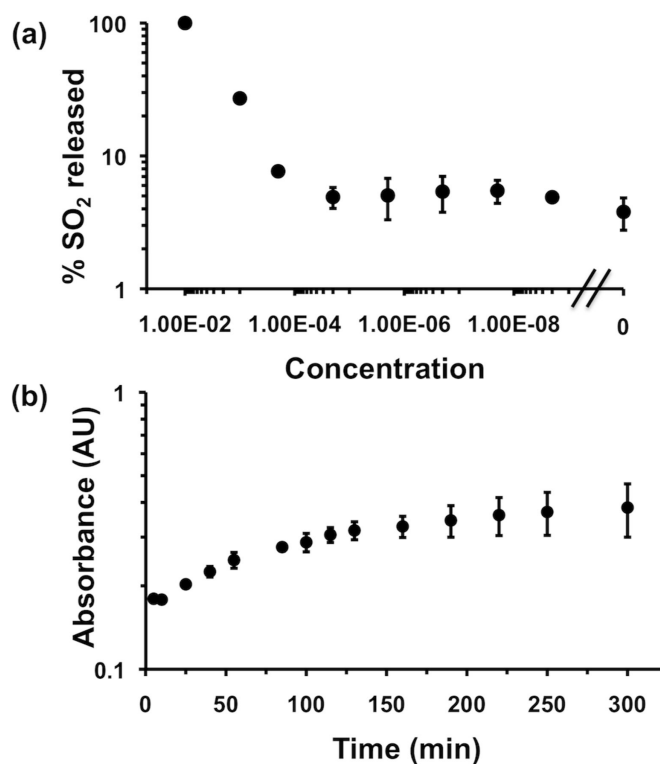 (a)
% SO₂ released
100
10
1
1.00E-02 1.00E-04 1.00E-06 1.00E-08 0
Concentration
(b)
Absorbance (AU)
1
0.1
0 50 100 150 200 250 300
Time (min)